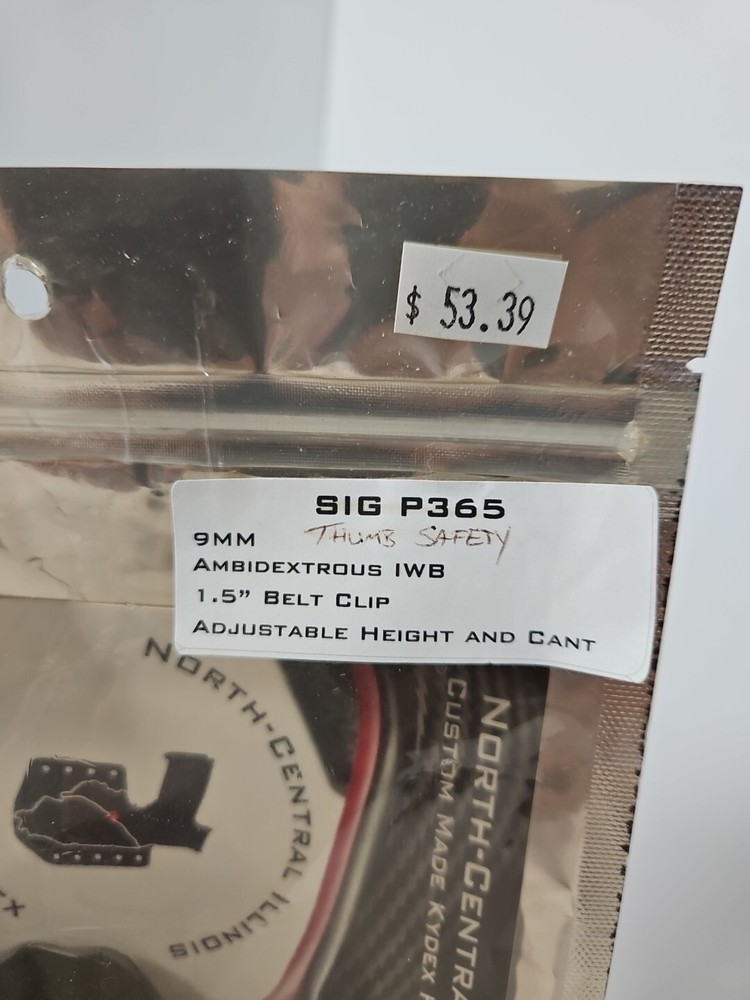 $ 53.39
SIG P365
9MM THUMB SAFETY
AMBIDEXTROUS IWB
1.5" BELT CLIP
ADJUSTABLE HEIGHT AND CANT
NORTH-CENTRAL ILLINOIS
NORTH-CENTRA
CUSTOM MADE KYDEX